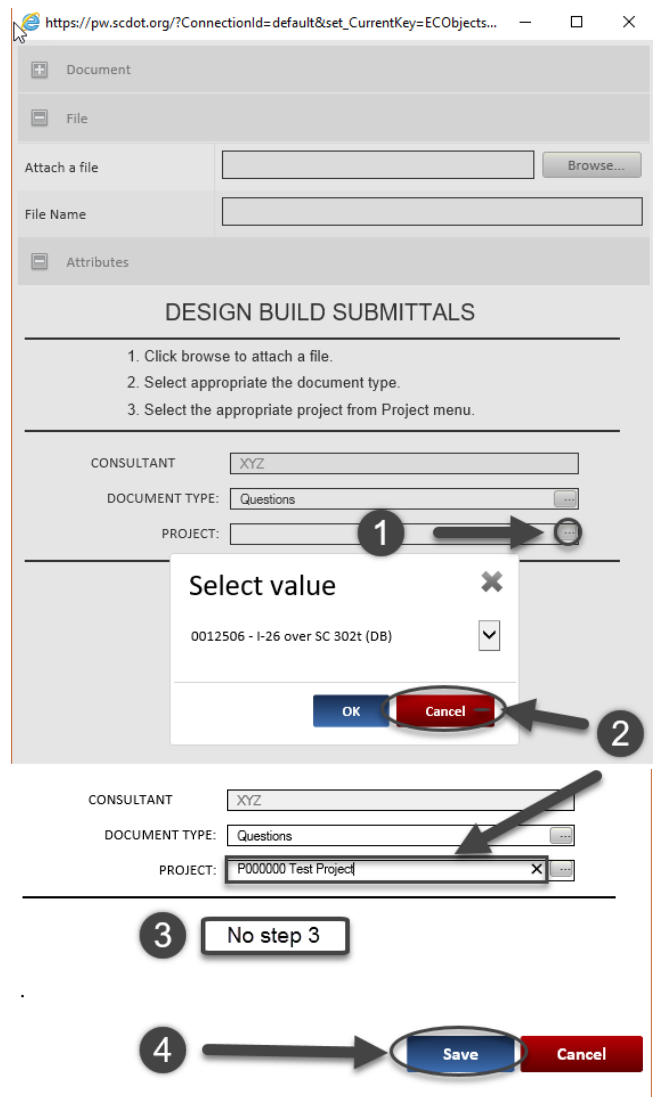 https://pw.scdot.org/?ConnectionId=default&set_CurrentKey=ECObjects...
Document
File
Attach a file Browse...
File Name
Attributes
DESIGN BUILD SUBMITTALS
1. Click browse to attach a file.
2. Select appropriate the document type.
3. Select the appropriate project from Project menu.
CONSULTANT XYZ
DOCUMENT TYPE: Questions ...
PROJECT: 1 ...
Select value
0012506 - I-26 over SC 302t (DB)
OK Cancel 2
CONSULTANT XYZ
DOCUMENT TYPE: Questions ...
PROJECT: P000000 Test Project ...
3 No step 3
.
4 Save Cancel